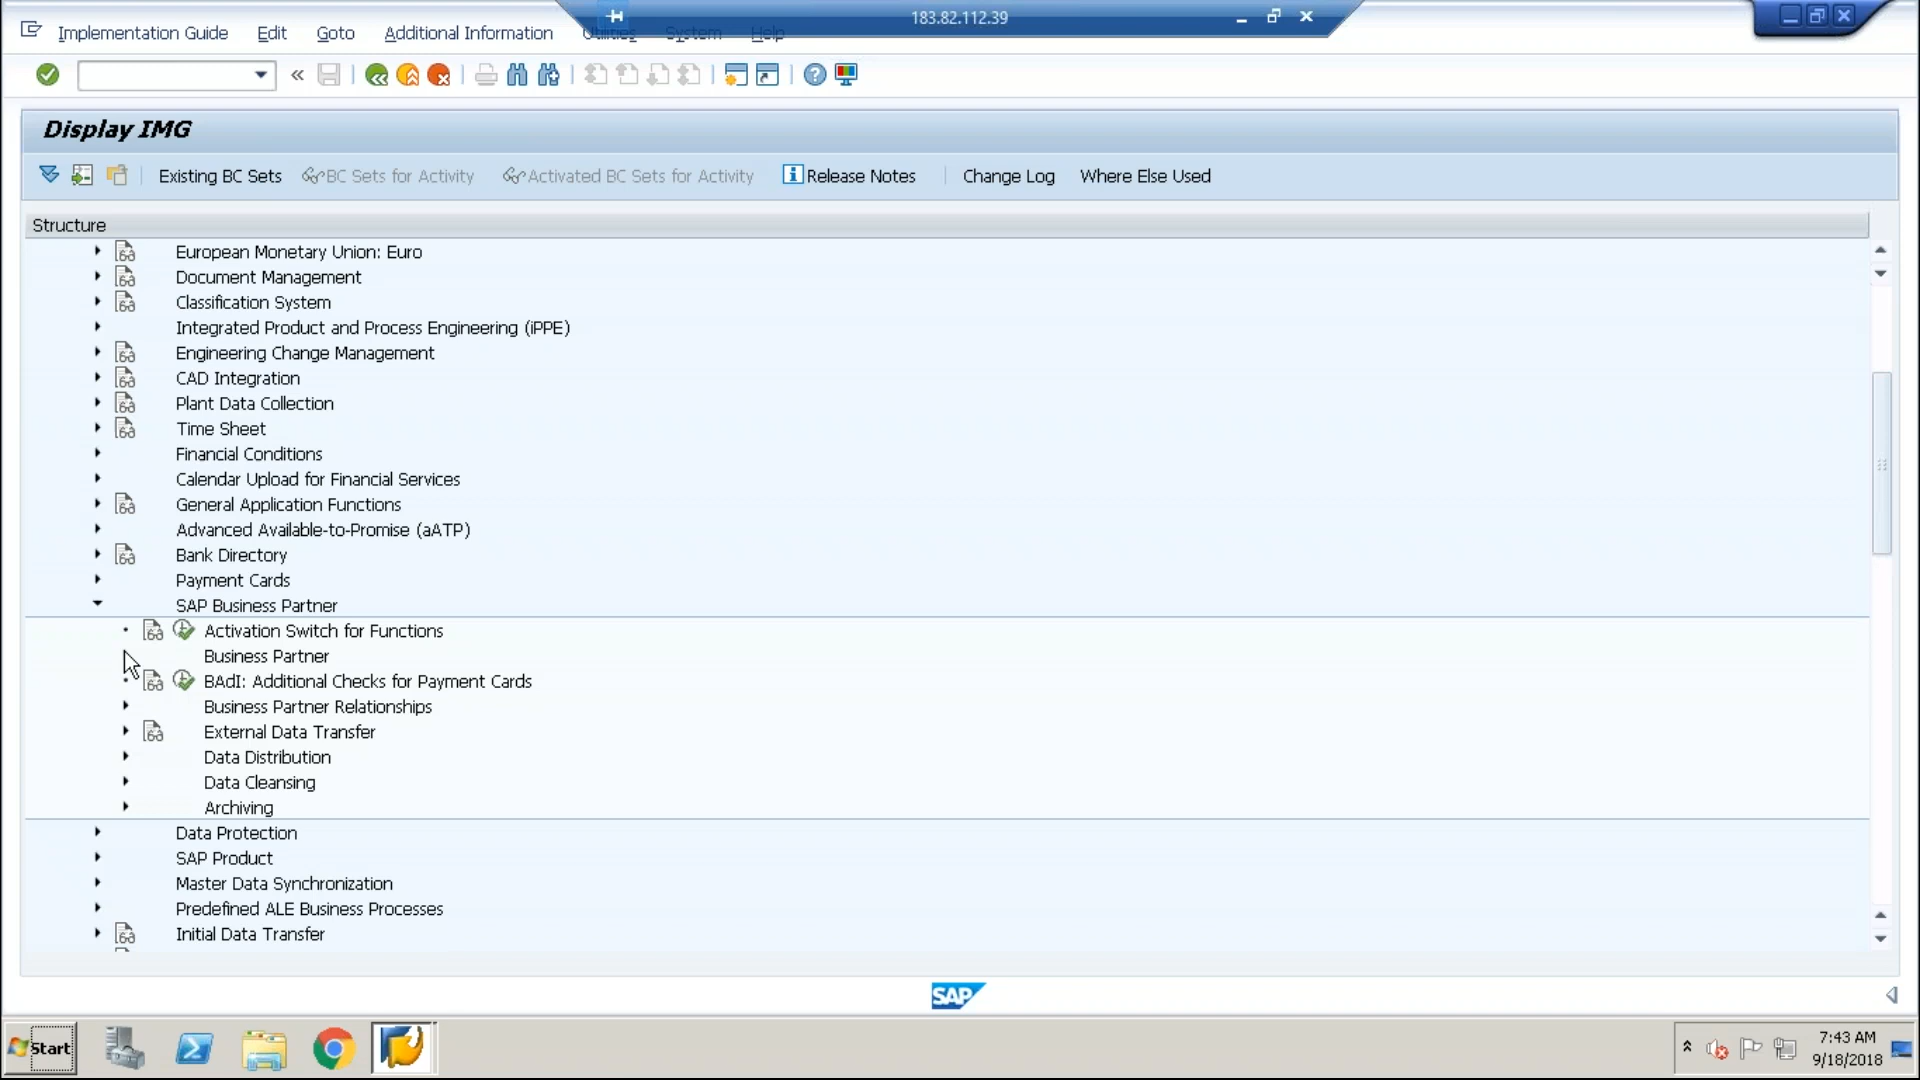 183.82.112.39
Implementation Guide Edit Goto Additional Information Utilities System Help
Display IMG
Existing BC Sets BC Sets for Activity Activated BC Sets for Activity Release Notes Change Log Where Else Used
Structure
European Monetary Union: Euro
Document Management
Classification System
Integrated Product and Process Engineering (iPPE)
Engineering Change Management
CAD Integration
Plant Data Collection
Time Sheet
Financial Conditions
Calendar Upload for Financial Services
General Application Functions
Advanced Available-to-Promise (aATP)
Bank Directory
Payment Cards
SAP Business Partner
Activation Switch for Functions
Business Partner
BAdI: Additional Checks for Payment Cards
Business Partner Relationships
External Data Transfer
Data Distribution
Data Cleansing
Archiving
Data Protection
SAP Product
Master Data Synchronization
Predefined ALE Business Processes
Initial Data Transfer
SAP
Start
7:43 AM
9/18/2018